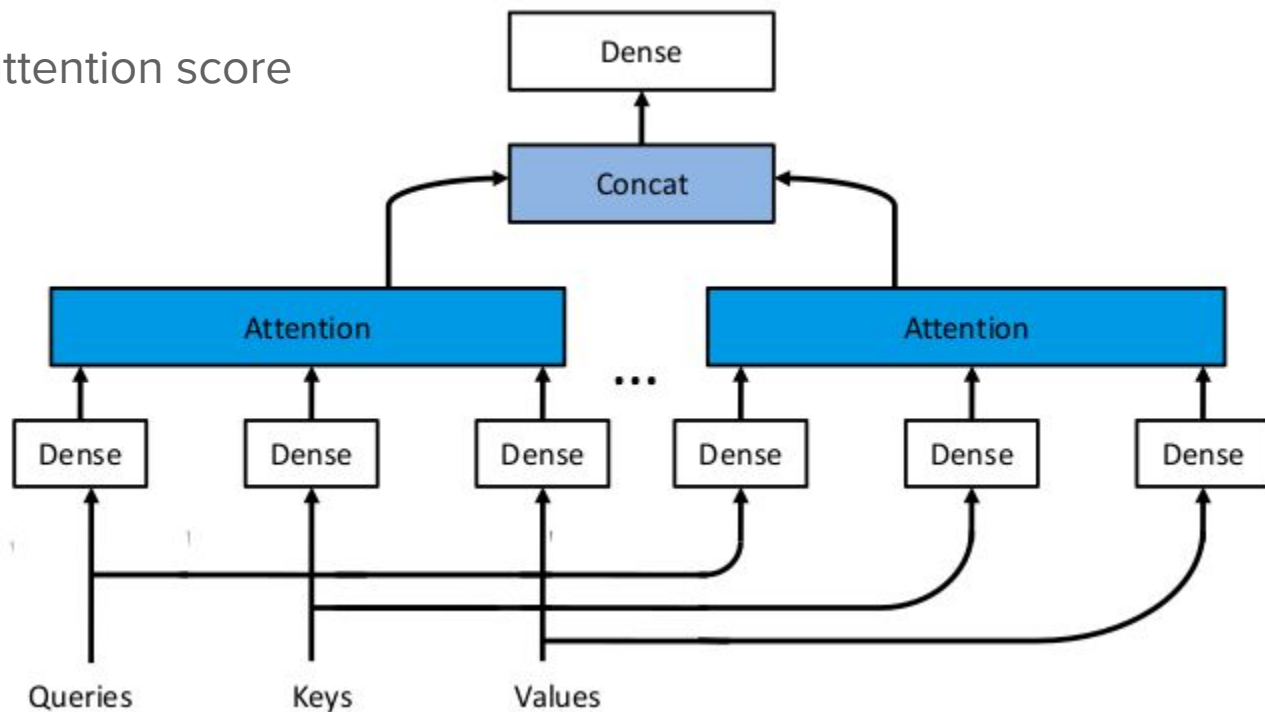 Dense
ttention score
Concat
Attention
Attention
...
Dense
Dense
Dense
Dense
Dense
Dense
Queries
Keys
Values